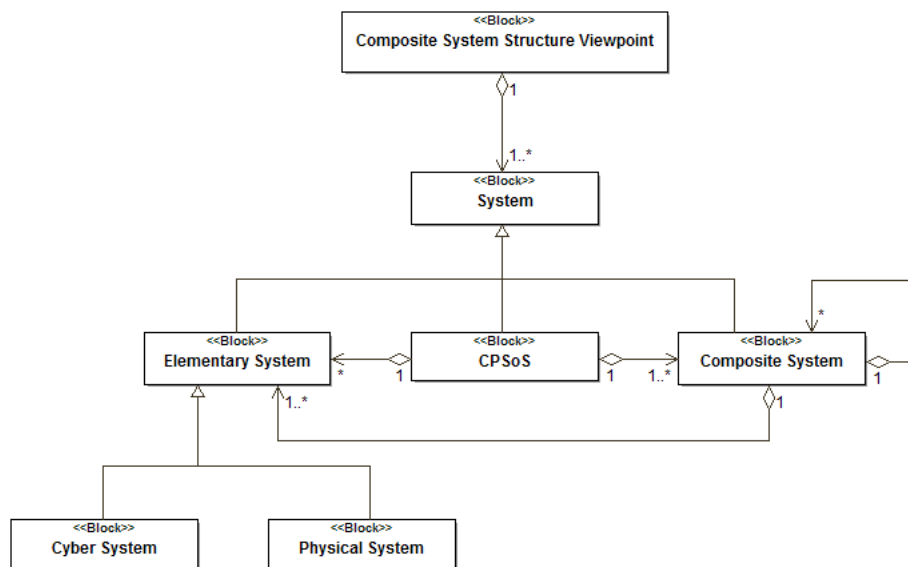 <<Block>>
Composite System Structure Viewpoint
1
1..*
<<Block>>
System
*
<<Block>>
Elementary System
<<Block>>
CPSoS
<<Block>>
Composite System
*
1
1
1..*
1
1..*
1
<<Block>>
Cyber System
<<Block>>
Physical System